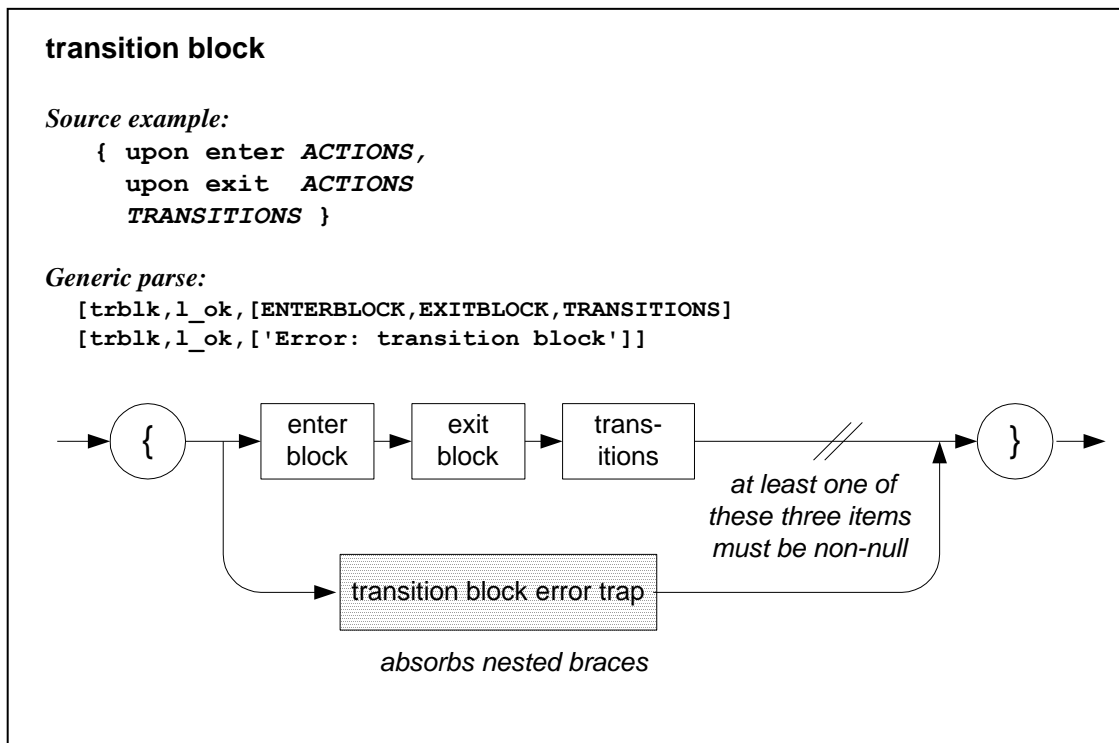 transition block
Source example:
{ upon enter ACTIONS,
upon exit ACTIONS
TRANSITIONS }
Generic parse:
[trblk,l_ok,[ENTERBLOCK,EXITBLOCK,TRANSITIONS]
[trblk,l_ok,['Error: transition block']]
{
enter
block
exit
block
trans-
itions
}
at least one of
these three items
must be non-null
transition block error trap
absorbs nested braces